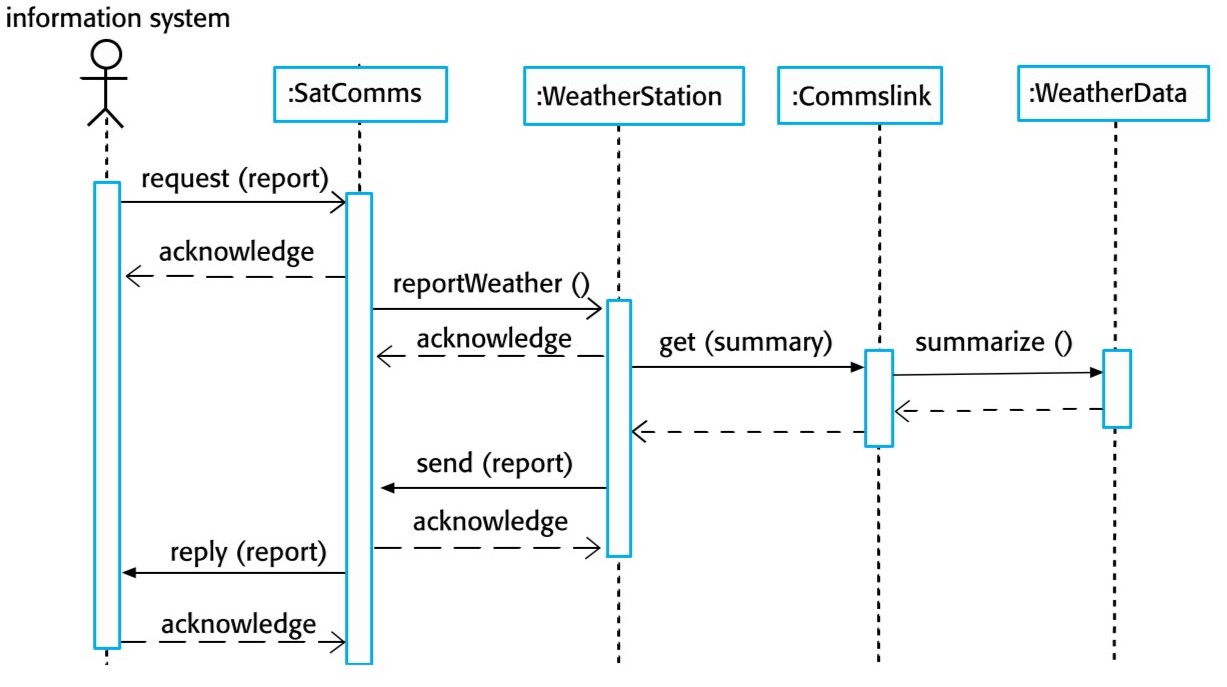 information system
:SatComms
:WeatherStation
:Commslink
:WeatherData
request (report)
acknowledge
reportWeather ()
acknowledge
get (summary)
summarize ()
send (report)
acknowledge
reply (report)
acknowledge